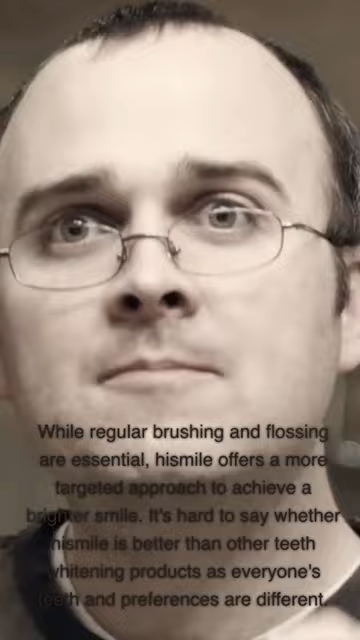 While regular brushing and flossing
are essential, hismile offers a more
targeted approach to achieve a
brighter smile. It's hard to say whether
hismile is better than other teeth
whitening products as everyone's
teeth and preferences are different.